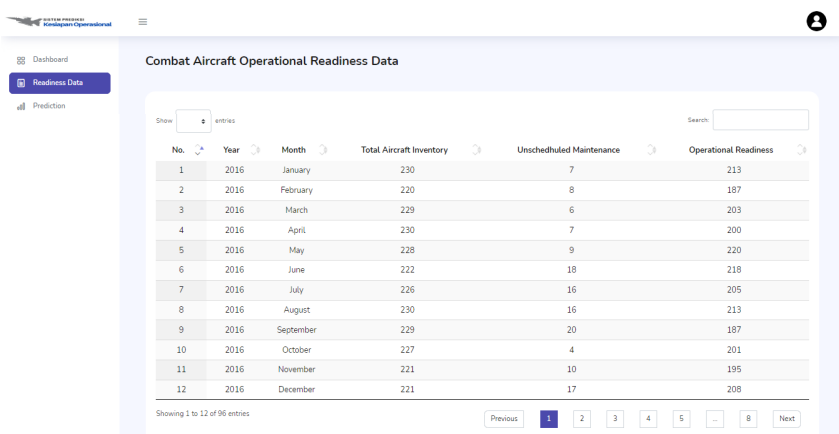 SISTEM PREDIKSI
Kesiapan Operasional
Dashboard
Readiness Data
Prediction
Combat Aircraft Operational Readiness Data
Show entries
Search:
No. Year Month Total Aircraft Inventory Unschedhuled Maintenance Operational Readiness
1 2016 January 230 7 213
2 2016 February 220 8 187
3 2016 March 229 6 203
4 2016 April 230 7 200
5 2016 May 228 9 220
6 2016 June 222 18 218
7 2016 July 226 16 205
8 2016 August 230 16 213
9 2016 September 229 20 187
10 2016 October 227 4 201
11 2016 November 221 10 195
12 2016 December 221 17 208
Showing 1 to 12 of 96 entries
Previous 1 2 3 4 5 ... 8 Next